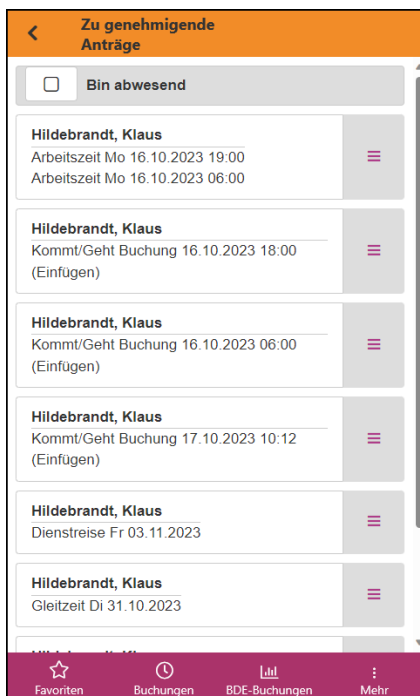 Zu genehmigende
Anträge
Bin abwesend
Hildebrandt, Klaus
Arbeitszeit Mo 16.10.2023 19:00
Arbeitszeit Mo 16.10.2023 06:00
Hildebrandt, Klaus
Kommt/Geht Buchung 16.10.2023 18:00
(Einfügen)
Hildebrandt, Klaus
Kommt/Geht Buchung 16.10.2023 06:00
(Einfügen)
Hildebrandt, Klaus
Kommt/Geht Buchung 17.10.2023 10:12
(Einfügen)
Hildebrandt, Klaus
Dienstreise Fr 03.11.2023
Hildebrandt, Klaus
Gleitzeit Di 31.10.2023
Favoriten Buchungen BDE-Buchungen Mehr